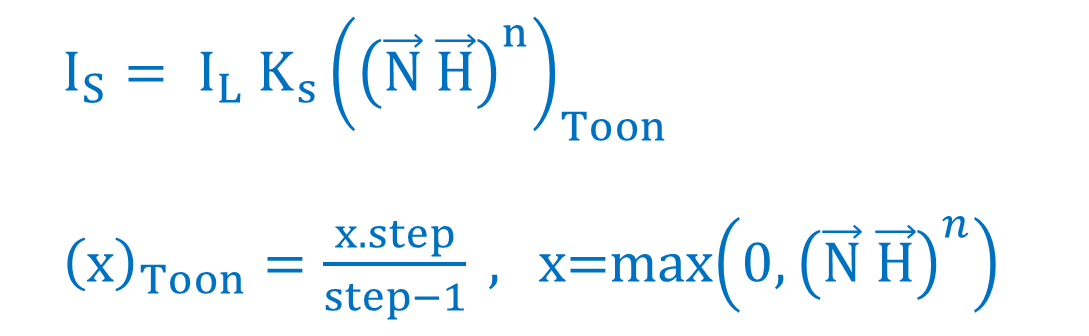 I_S = I_L K_s ((N⃗ H⃗)^n)_Toon
(x)_Toon = x.step / step−1 , x=max(0, (N⃗ H⃗)^n)